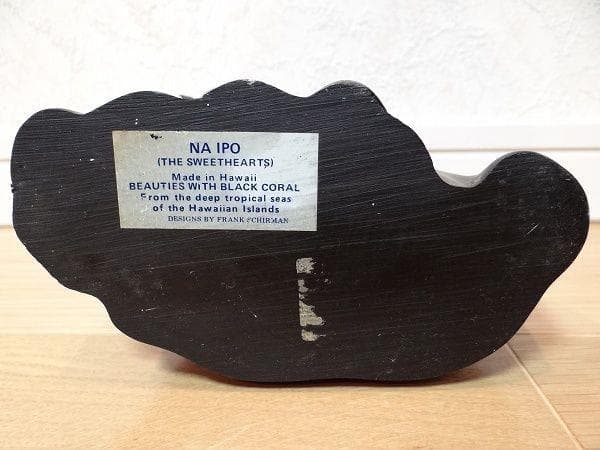 NA IPO
(THE SWEETHEARTS)
Made in Hawaii
BEAUTIES WITH BLACK CORAL
From the deep tropical seas
of the Hawaiian Islands
DESIGNS BY FRANK SCHIRMAN